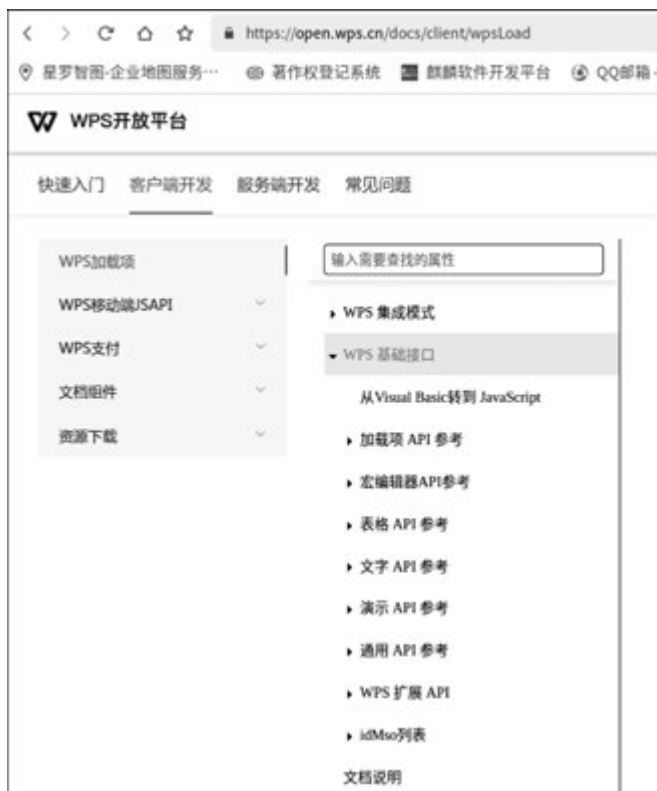 https://open.wps.cn/docs/client/wpsLoad
星罗智图-企业地图服务… 著作权登记系统 麒麟软件开发平台 QQ邮箱 -
WPS开放平台
快速入门 客户端开发 服务端开发 常见问题
WPS加载项
WPS移动端JSAPI
WPS支付
文档组件
资源下载
输入需要查找的属性
WPS 集成模式
WPS 基础接口
从Visual Basic转到 JavaScript
加载项 API 参考
宏编辑器API参考
表格 API 参考
文字 API 参考
演示 API 参考
通用 API 参考
WPS 扩展 API
idMso列表
文档说明